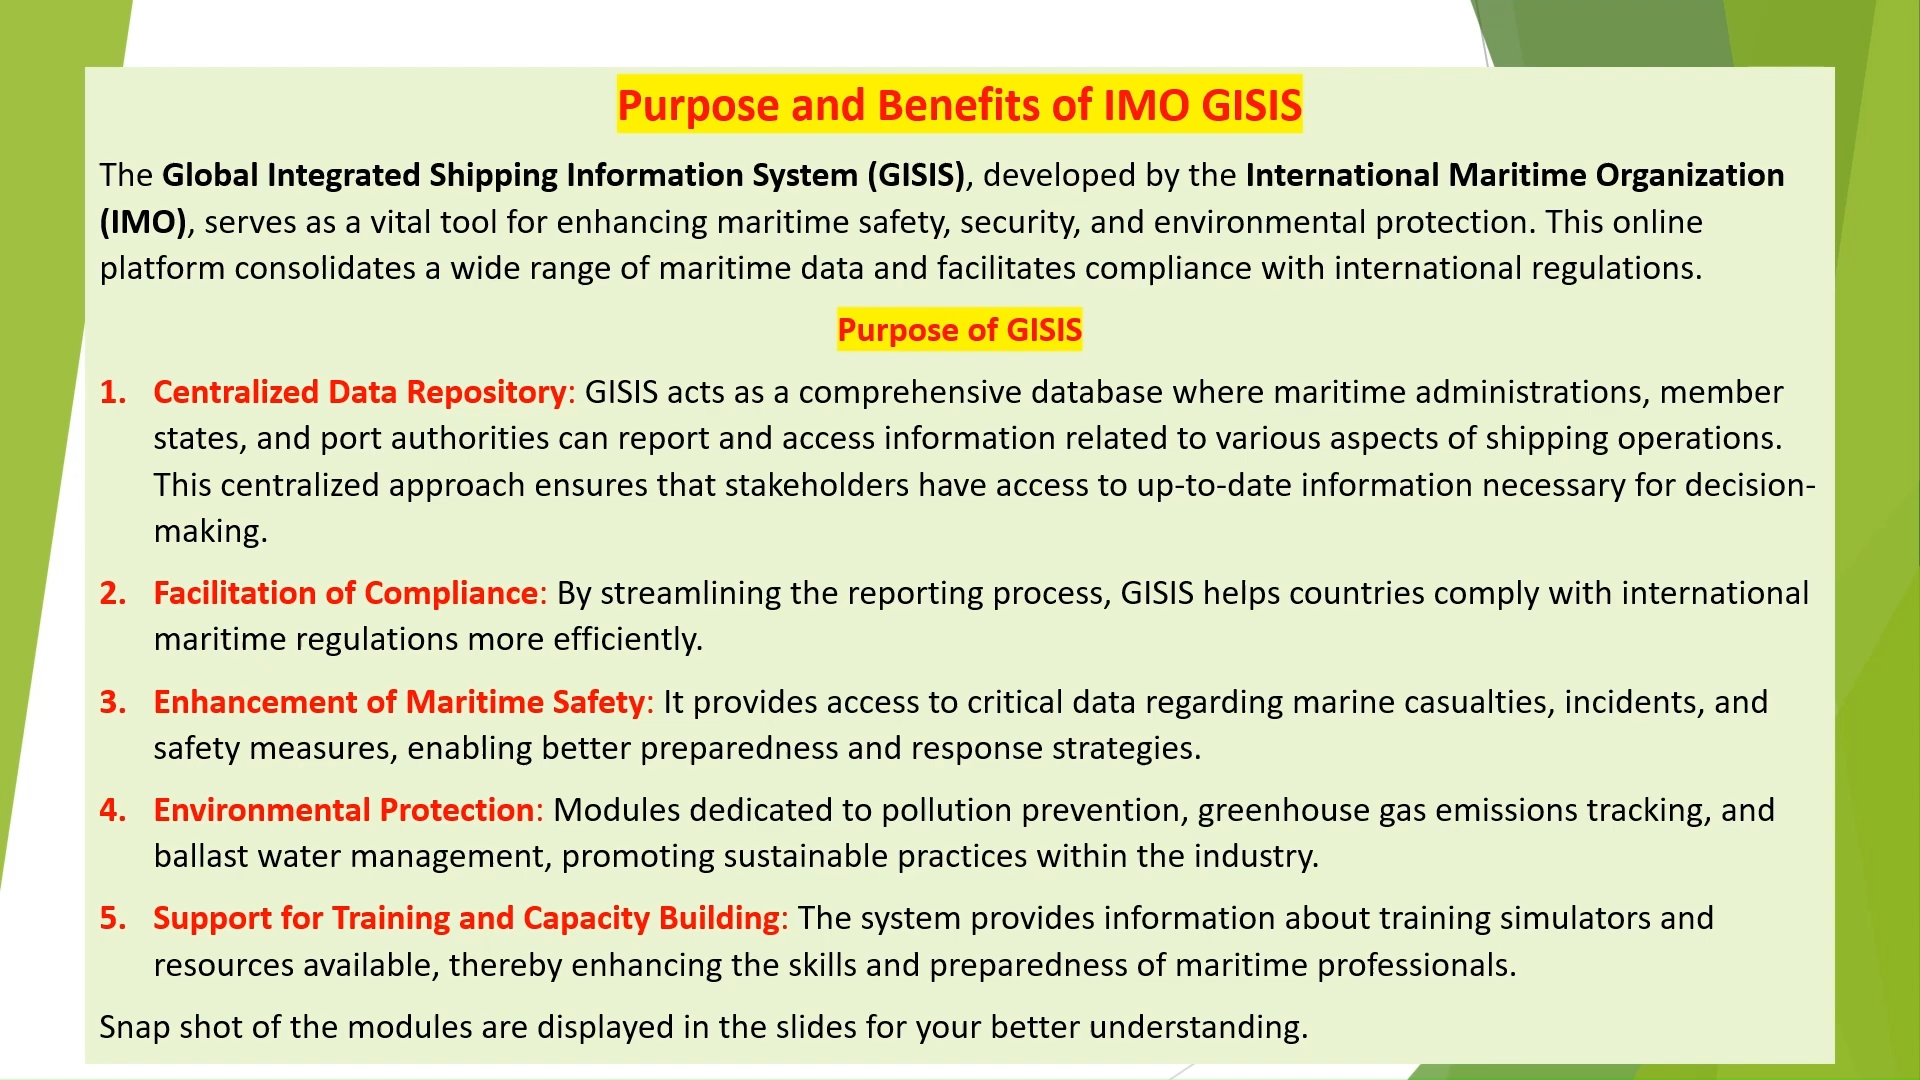 Purpose and Benefits of IMO GISIS
The Global Integrated Shipping Information System (GISIS), developed by the International Maritime Organization
(IMO), serves as a vital tool for enhancing maritime safety, security, and environmental protection. This online
platform consolidates a wide range of maritime data and facilitates compliance with international regulations.
Purpose of GISIS
1. Centralized Data Repository: GISIS acts as a comprehensive database where maritime administrations, member
states, and port authorities can report and access information related to various aspects of shipping operations.
This centralized approach ensures that stakeholders have access to up-to-date information necessary for decision-
making.
2. Facilitation of Compliance: By streamlining the reporting process, GISIS helps countries comply with international
maritime regulations more efficiently.
3. Enhancement of Maritime Safety: It provides access to critical data regarding marine casualties, incidents, and
safety measures, enabling better preparedness and response strategies.
4. Environmental Protection: Modules dedicated to pollution prevention, greenhouse gas emissions tracking, and
ballast water management, promoting sustainable practices within the industry.
5. Support for Training and Capacity Building: The system provides information about training simulators and
resources available, thereby enhancing the skills and preparedness of maritime professionals.
Snap shot of the modules are displayed in the slides for your better understanding.